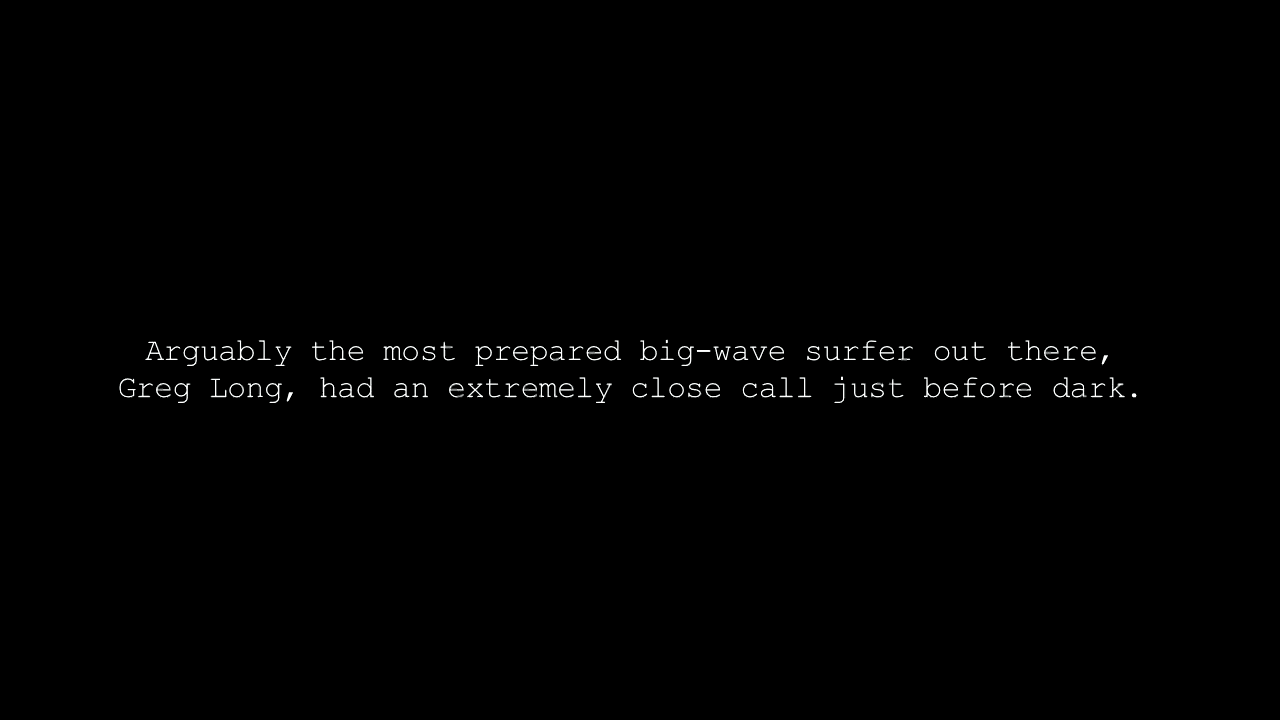 Arguably the most prepared big-wave surfer out there,
Greg Long, had an extremely close call just before dark.